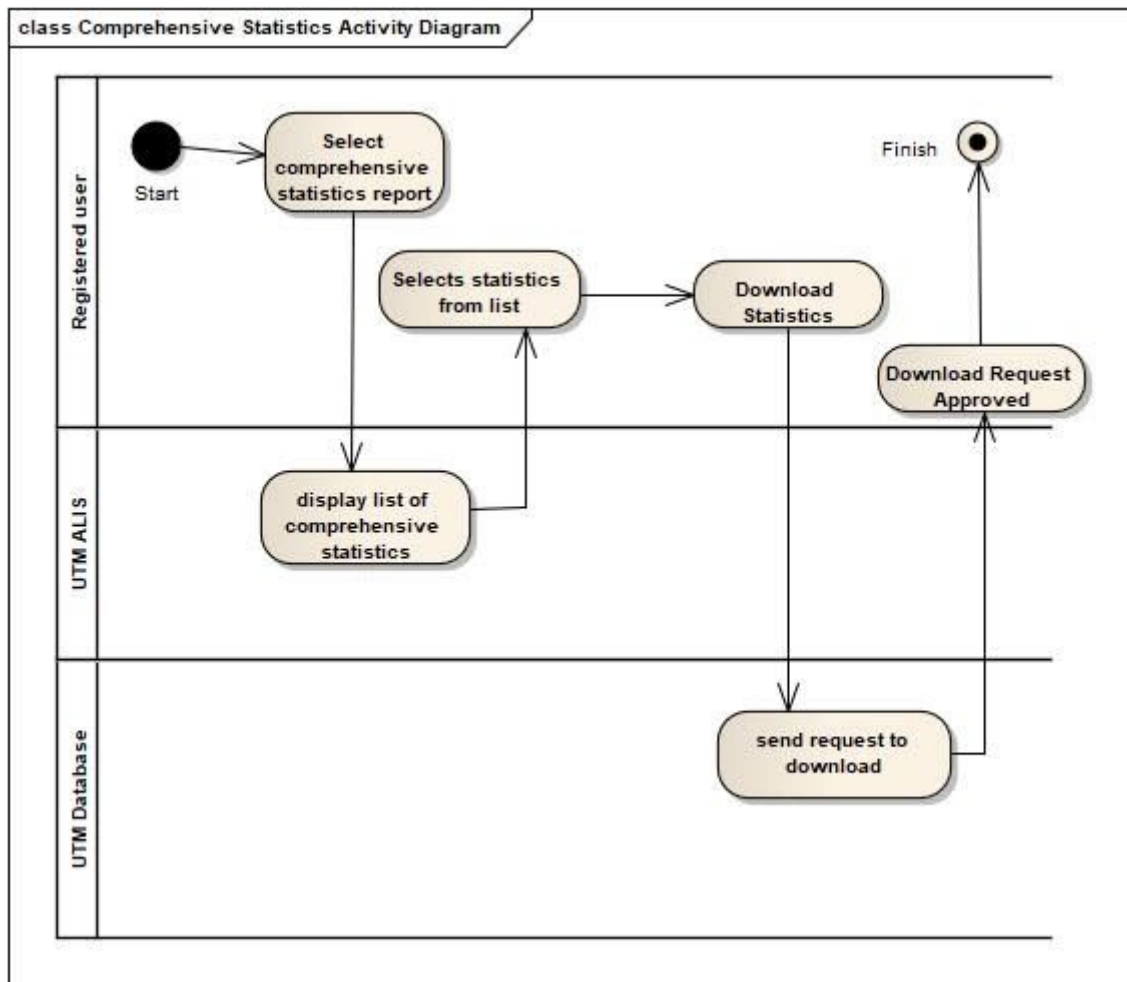 class Comprehensive Statistics Activity Diagram
Registered user
Start
Select
comprehensive
statistics report
Finish
Selects statistics
from list
Download
Statistics
Download Request
Approved
UTM ALIS
display list of
comprehensive
statistics
UTM Database
send request to
download